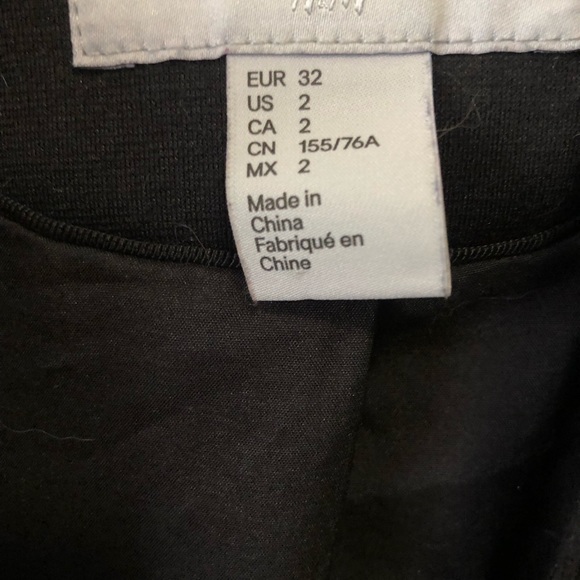 EUR 32
US 2
CA 2
CN 155/76A
MX 2
Made in
China
Fabriqué en
Chine